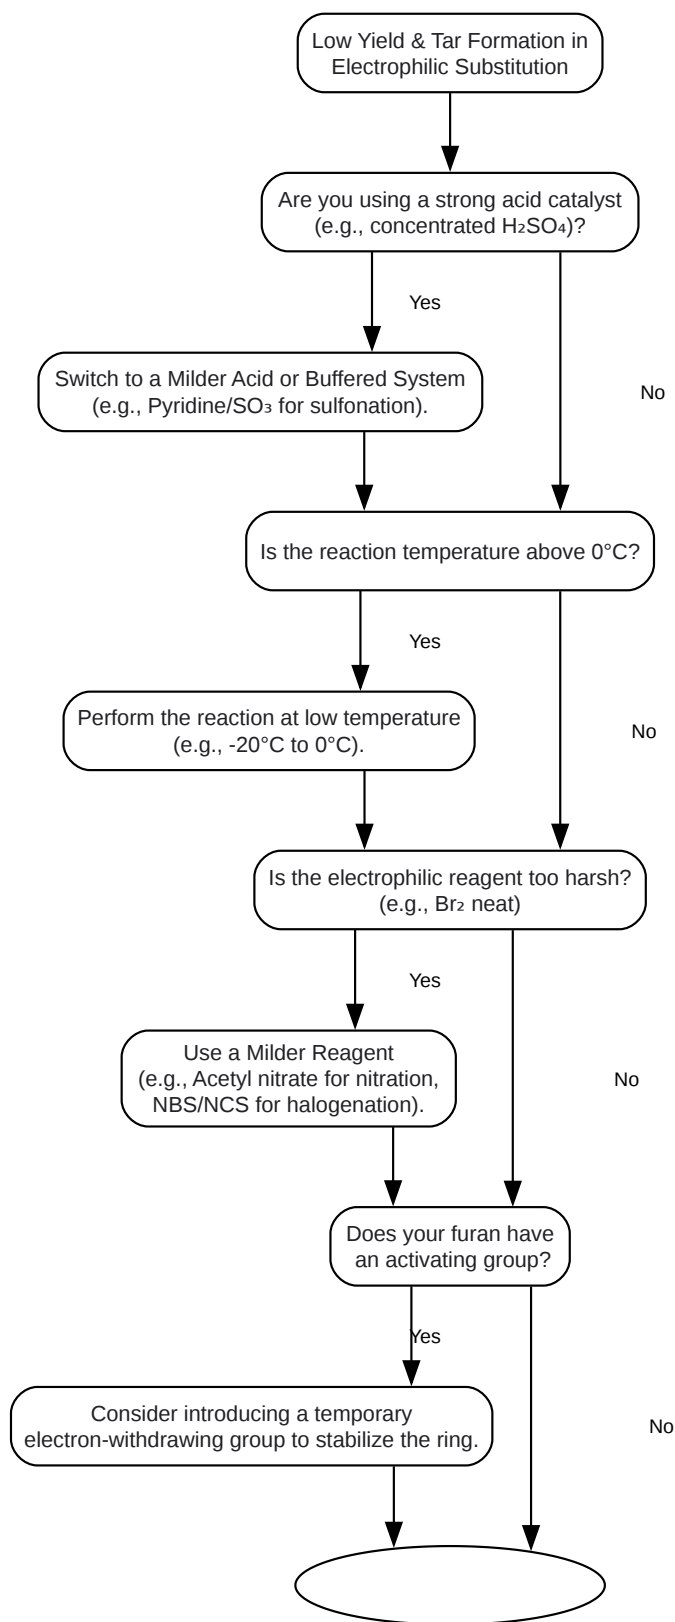 Low Yield & Tar Formation in
Electrophilic Substitution
Are you using a strong acid catalyst
(e.g., concentrated H₂SO₄)?
Yes
Switch to a Milder Acid or Buffered System
(e.g., Pyridine/SO₃ for sulfonation).
No
Is the reaction temperature above 0°C?
Yes
Perform the reaction at low temperature
(e.g., -20°C to 0°C).
No
Is the electrophilic reagent too harsh?
(e.g., Br₂ neat)
Yes
Use a Milder Reagent
(e.g., Acetyl nitrate for nitration,
NBS/NCS for halogenation).
No
Does your furan have
an activating group?
Yes
Consider introducing a temporary
electron-withdrawing group to stabilize the ring.
No